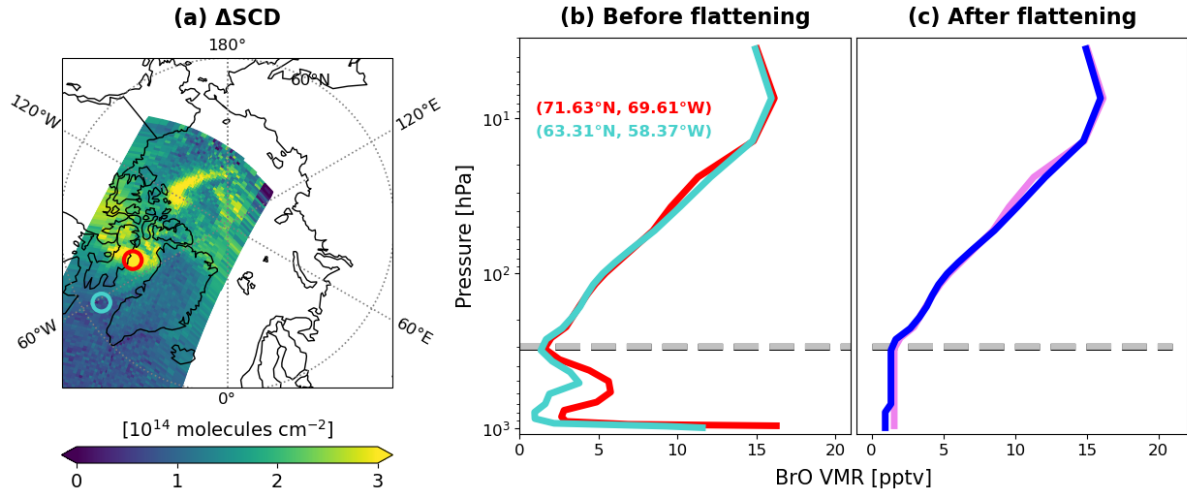 (a) ΔSCD
(b) Before flattening
(c) After flattening
180°
60°N
120°W
120°E
60°W
60°E
0°
[10¹⁴ molecules cm⁻²]
0 1 2 3
Pressure [hPa]
10¹
10²
10³
(71.63°N, 69.61°W)
(63.31°N, 58.37°W)
0 5 10 15 20
0 5 10 15 20
BrO VMR [pptv]